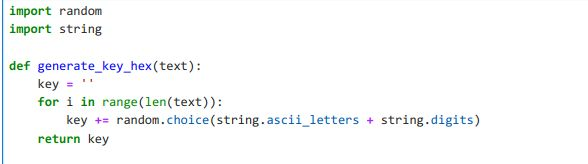 import random
import string
def generate_key_hex(text):
    key = ''
    for i in range(len(text)):
        key += random.choice(string.ascii_letters + string.digits)
    return key